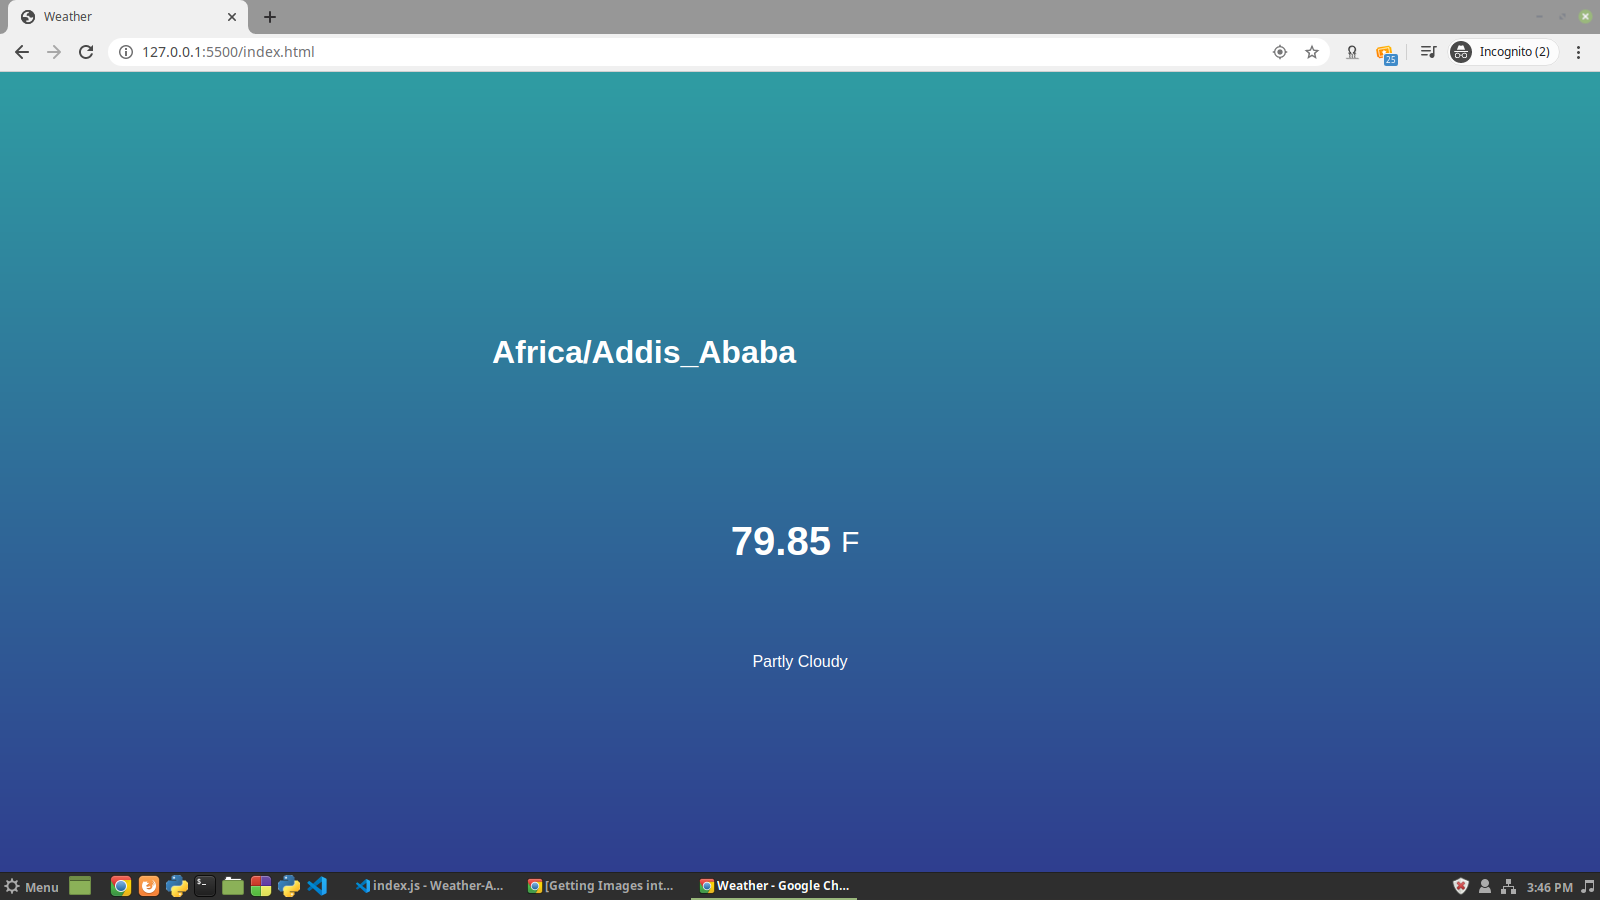 Weather
127.0.0.1:5500/index.html
25
Incognito (2)
Africa/Addis_Ababa
79.85 F
Partly Cloudy
Menu
$_
index.js - Weather-A...
[Getting Images int...
Weather - Google Ch...
3:46 PM